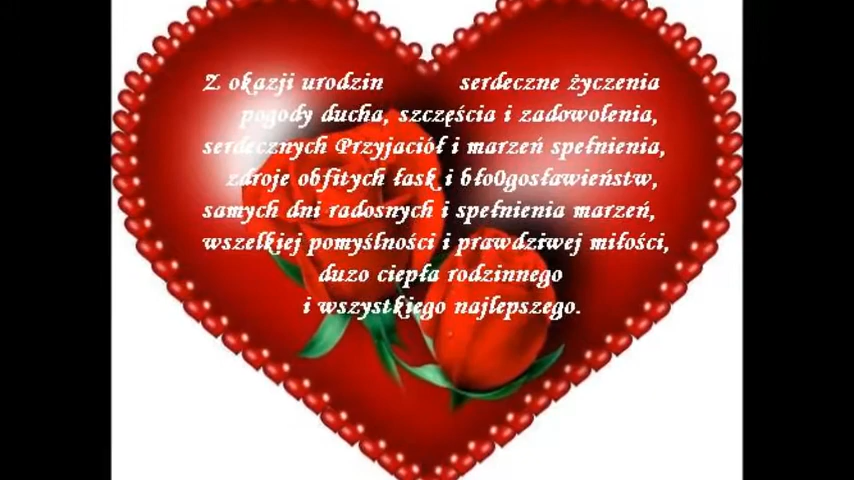 Z okazji urodzin serdeczne życzenia
pogody ducha, szczęścia i zadowolenia,
serdecznych Przyjaciół i marzeń spełnienia,
zdroje obfitych łask i bło0gosławieństw,
samych dni radosnych i spełnienia marzeń,
wszelkiej pomyślności i prawdziwej miłości,
duzo ciepła rodzinnego
i wszystkiego najlepszego.